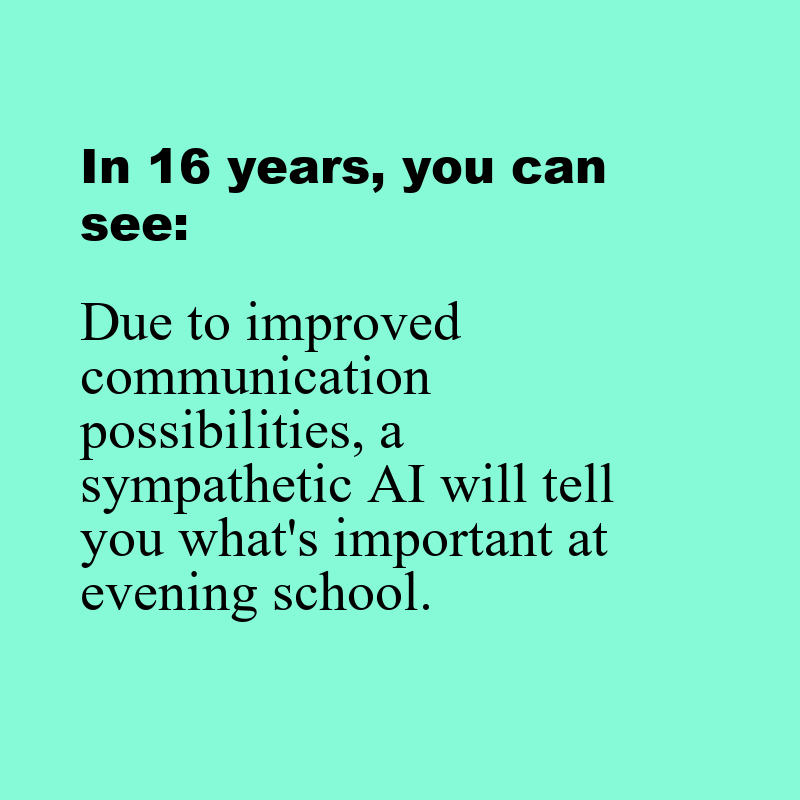 In 16 years, you can
see:
Due to improved
communication
possibilities, a
sympathetic AI will tell
you what's important at
evening school.